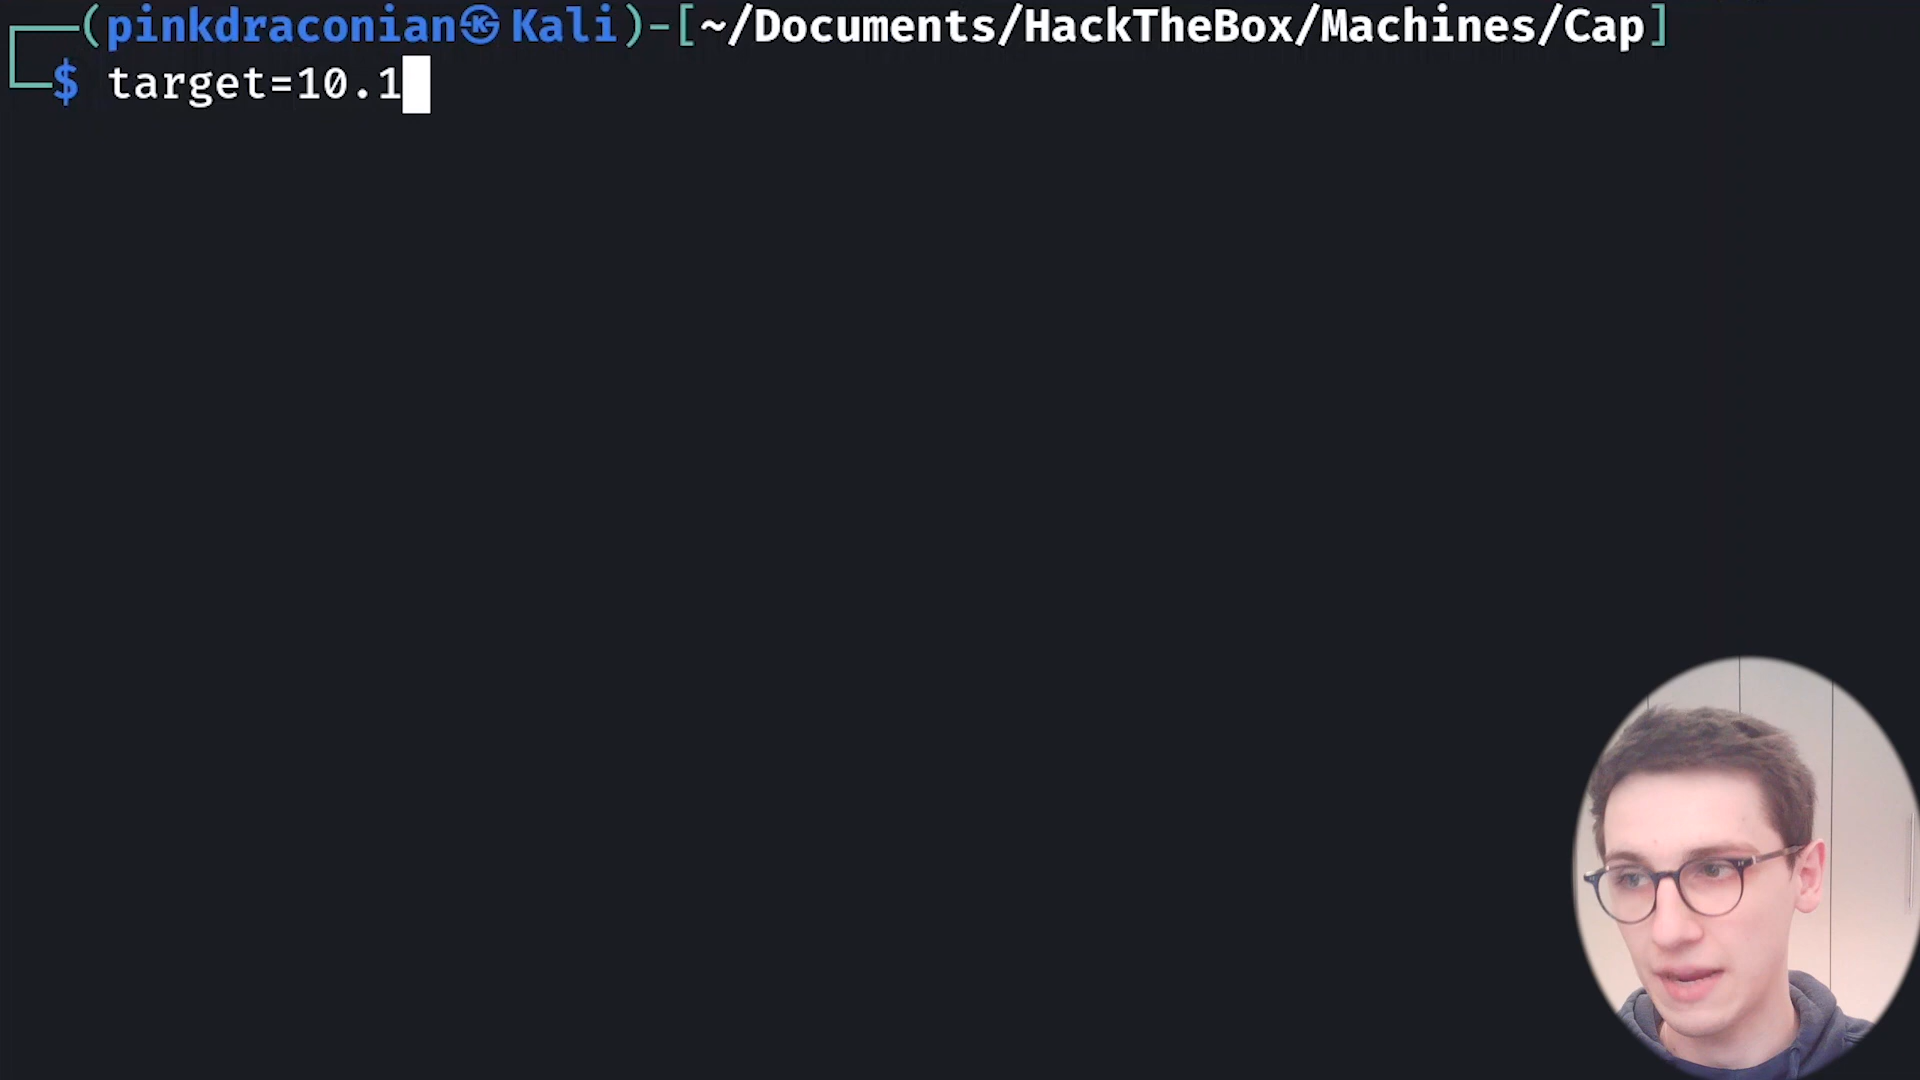 (pinkdraconian㉿Kali)-[~/Documents/HackTheBox/Machines/Cap]
$ target=10.1